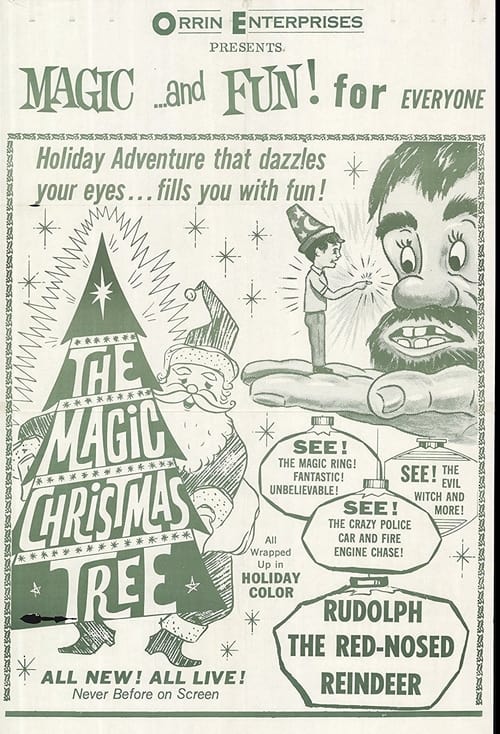 ORRIN ENTERPRISES
PRESENTS
MAGIC ...and FUN! for EVERYONE
Holiday Adventure that dazzles
your eyes... fills you with fun!
THE
MAGIC
CHRISTMAS
TREE
SEE!
THE MAGIC RING!
FANTASTIC!
UNBELIEVABLE!
SEE! THE
EVIL
WITCH AND
MORE!
SEE!
THE CRAZY POLICE
CAR AND FIRE
ENGINE CHASE!
All
Wrapped
Up in
HOLIDAY
COLOR
RUDOLPH
THE RED-NOSED
REINDEER
ALL NEW! ALL LIVE!
Never Before on Screen